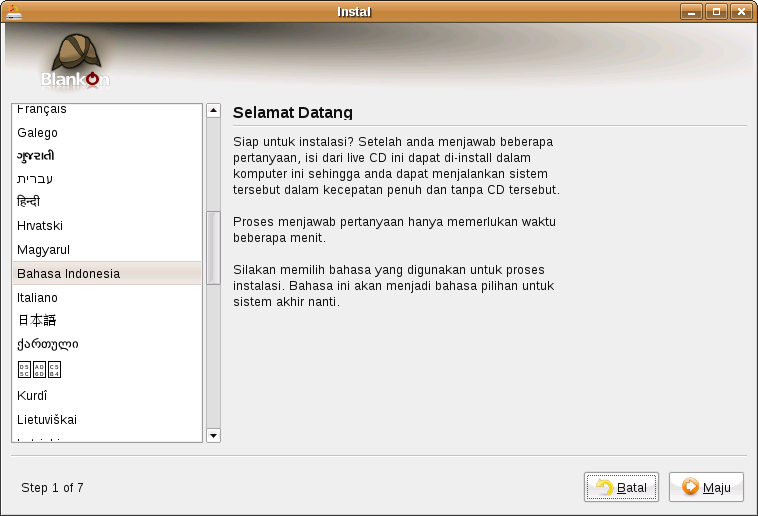 Instal
BlankOn
Français
Galego
ગુજરાતી
עברית
हिन्दी
Hrvatski
Magyarul
Bahasa Indonesia
Italiano
日本語
ქართული
Kurdî
Lietuviškai
Selamat Datang
Siap untuk instalasi? Setelah anda menjawab beberapa
pertanyaan, isi dari live CD ini dapat di-install dalam
komputer ini sehingga anda dapat menjalankan sistem
tersebut dalam kecepatan penuh dan tanpa CD tersebut.
Proses menjawab pertanyaan hanya memerlukan waktu
beberapa menit.
Silakan memilih bahasa yang digunakan untuk proses
instalasi. Bahasa ini akan menjadi bahasa pilihan untuk
sistem akhir nanti.
Step 1 of 7
Batal
Maju